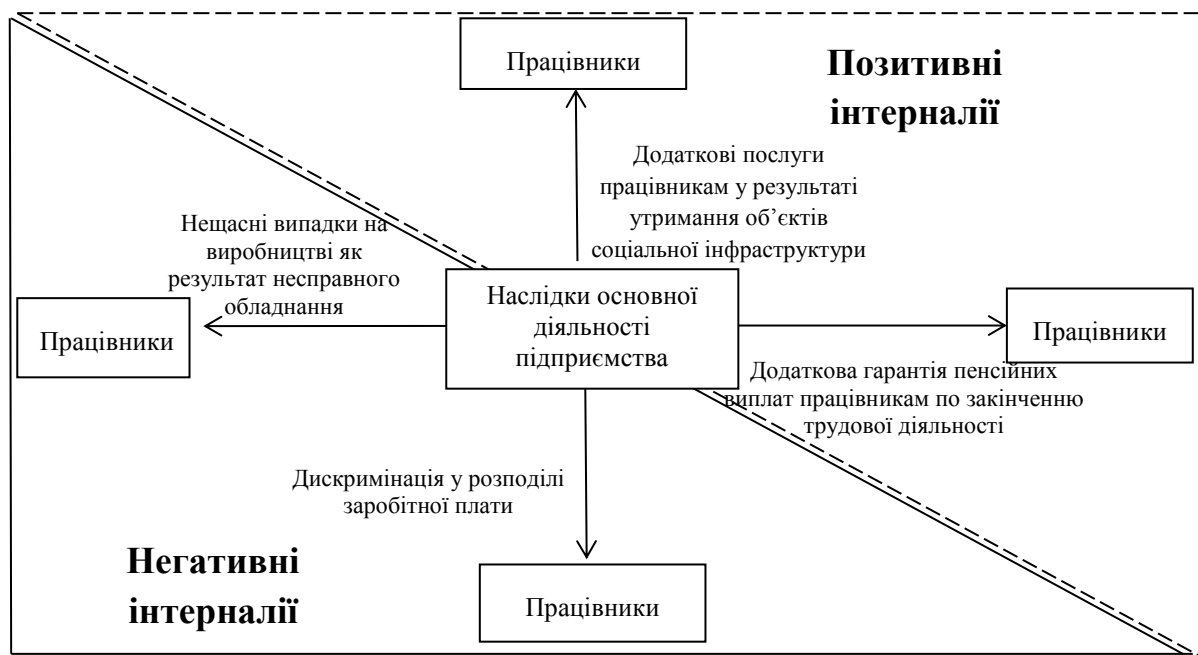 Працівники
Позитивні
інтерналії
Додаткові послуги
працівникам у результаті
утримання об’єктів
соціальної інфраструктури
Нещасні випадки на
виробництві як
результат несправного
обладнання
Працівники
Наслідки основної
діяльності
підприємства
Працівники
Додаткова гарантія пенсійних
виплат працівникам по закінченню
трудової діяльності
Дискримінація у розподілі
заробітної плати
Негативні
інтерналії
Працівники